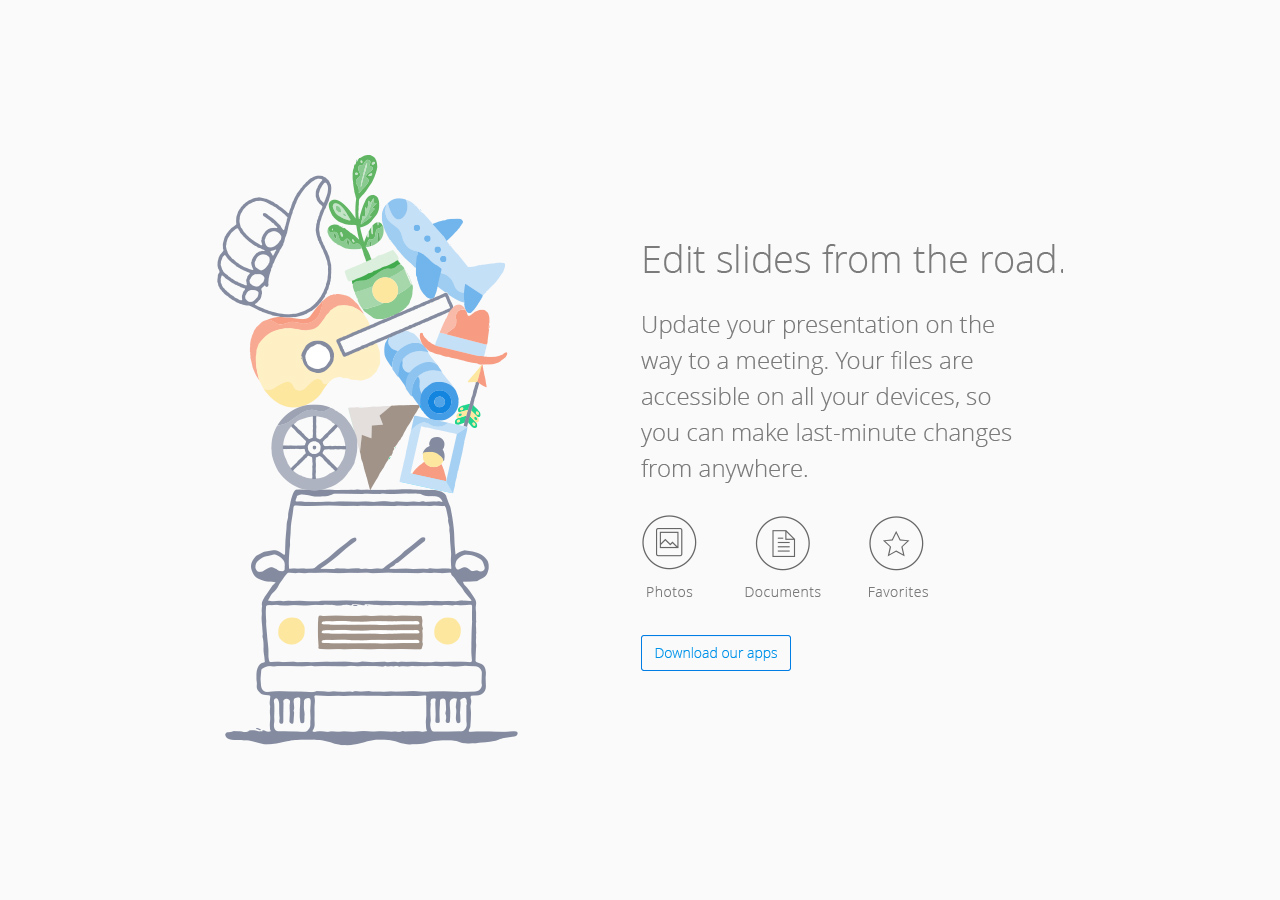 Edit slides from the road.
Update your presentation on the
way to a meeting. Your files are
accessible on all your devices, so
you can make last-minute changes
from anywhere.
Photos
Documents
Favorites
Download our apps